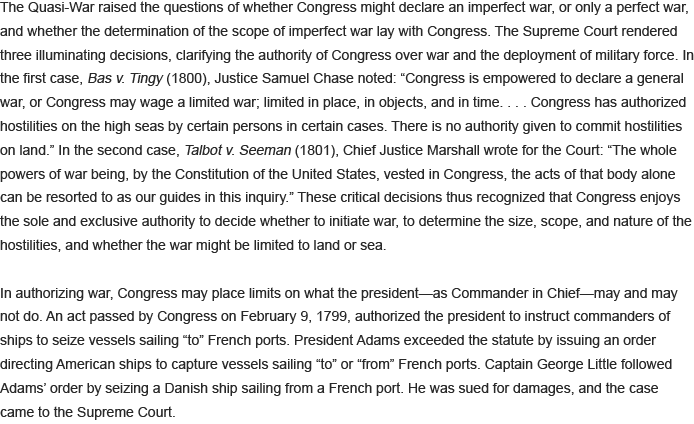 The Quasi-War raised the questions of whether Congress might declare an imperfect war, or only a perfect war,
and whether the determination of the scope of imperfect war lay with Congress. The Supreme Court rendered
three illuminating decisions, clarifying the authority of Congress over war and the deployment of military force. In
the first case, Bas v. Tingy (1800), Justice Samuel Chase noted: “Congress is empowered to declare a general
war, or Congress may wage a limited war; limited in place, in objects, and in time. . . . Congress has authorized
hostilities on the high seas by certain persons in certain cases. There is no authority given to commit hostilities
on land.” In the second case, Talbot v. Seeman (1801), Chief Justice Marshall wrote for the Court: “The whole
powers of war being, by the Constitution of the United States, vested in Congress, the acts of that body alone
can be resorted to as our guides in this inquiry.” These critical decisions thus recognized that Congress enjoys
the sole and exclusive authority to decide whether to initiate war, to determine the size, scope, and nature of the
hostilities, and whether the war might be limited to land or sea.
In authorizing war, Congress may place limits on what the president—as Commander in Chief—may and may
not do. An act passed by Congress on February 9, 1799, authorized the president to instruct commanders of
ships to seize vessels sailing “to” French ports. President Adams exceeded the statute by issuing an order
directing American ships to capture vessels sailing “to” or “from” French ports. Captain George Little followed
Adams’ order by seizing a Danish ship sailing from a French port. He was sued for damages, and the case
came to the Supreme Court.